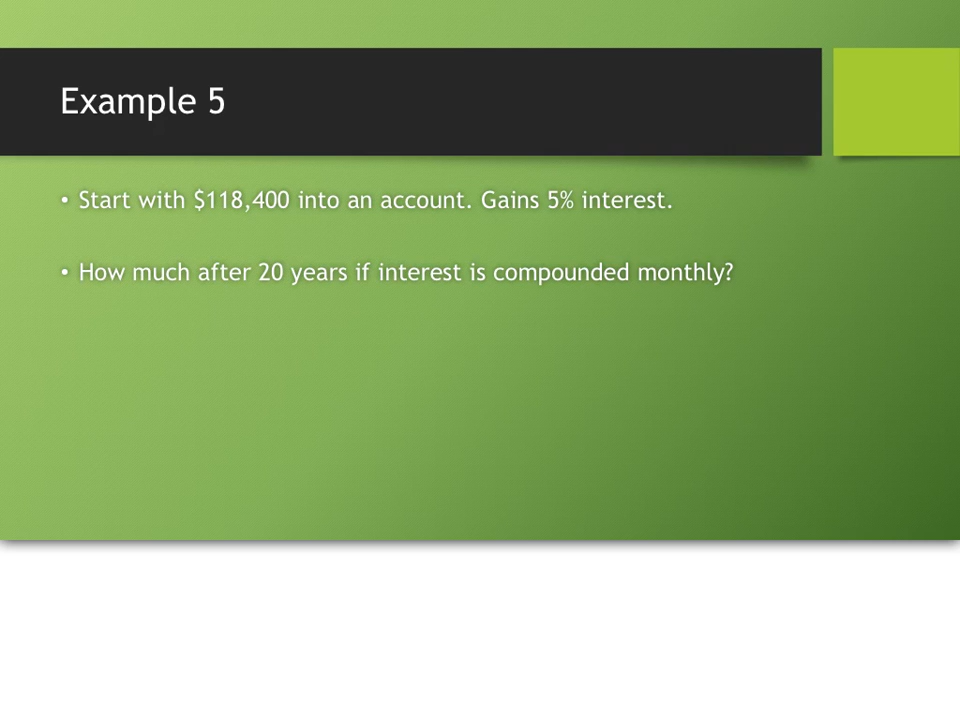 Example 5
• Start with $118,400 into an account. Gains 5% interest.
• How much after 20 years if interest is compounded monthly?